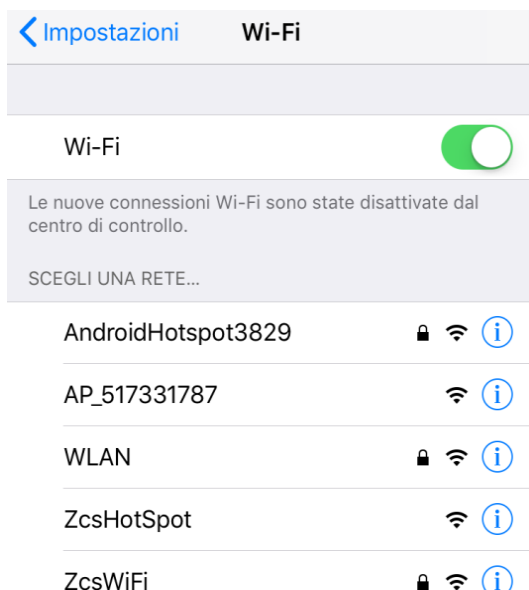 Impostazioni Wi-Fi
Wi-Fi
Le nuove connessioni Wi-Fi sono state disattivate dal
centro di controllo.
SCEGLI UNA RETE...
AndroidHotspot3829
AP_517331787
WLAN
ZcsHotSpot
ZcsWiFi